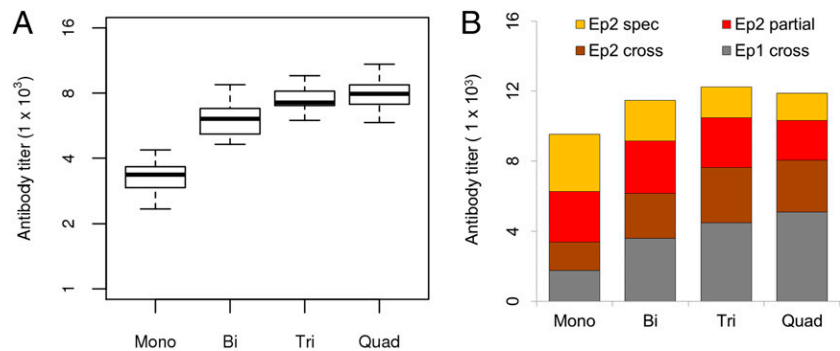 A
Antibody titer (1 x 10³)
16
8
4
2
1
Mono Bi Tri Quad
B
Antibody titer ( 1 x 10³)
16
12
8
4
0
Ep2 spec Ep2 partial
Ep2 cross Ep1 cross
Mono Bi Tri Quad